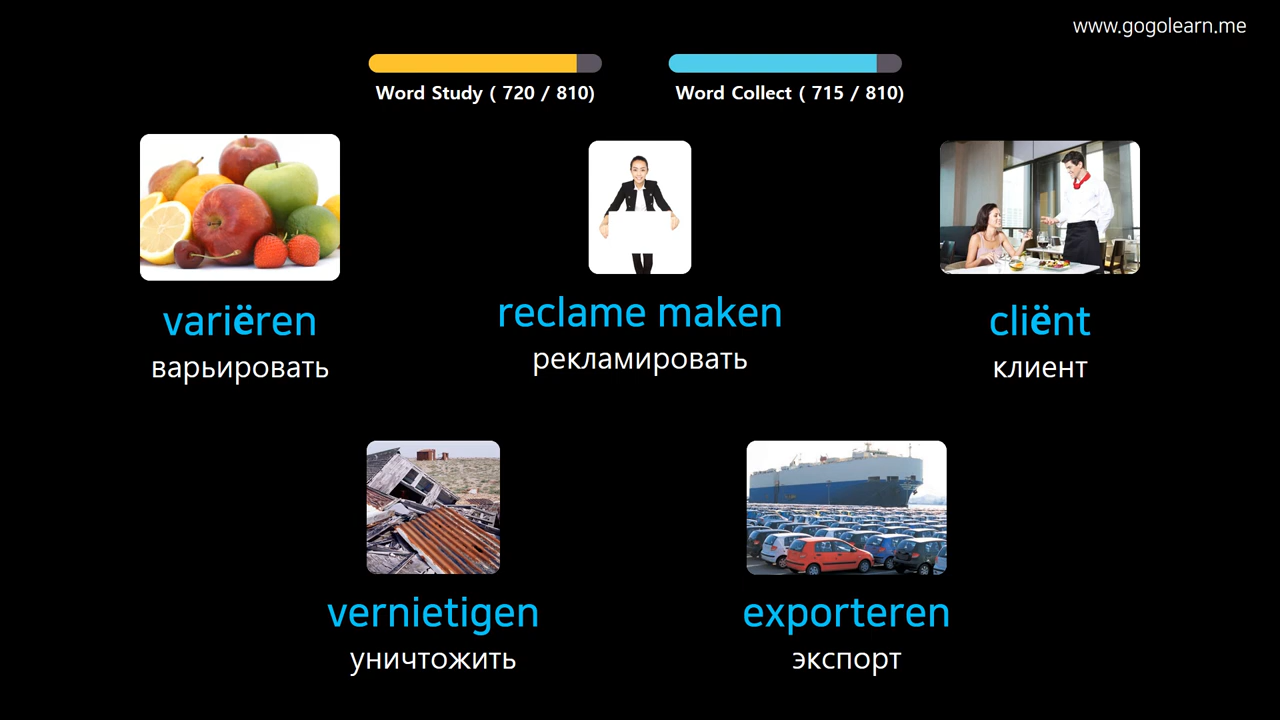 www.gogolearn.me
Word Study ( 720 / 810)
Word Collect ( 715 / 810)
variëren
варьировать
reclame maken
рекламировать
cliënt
клиент
vernietigen
уничтожить
exporteren
экспорт